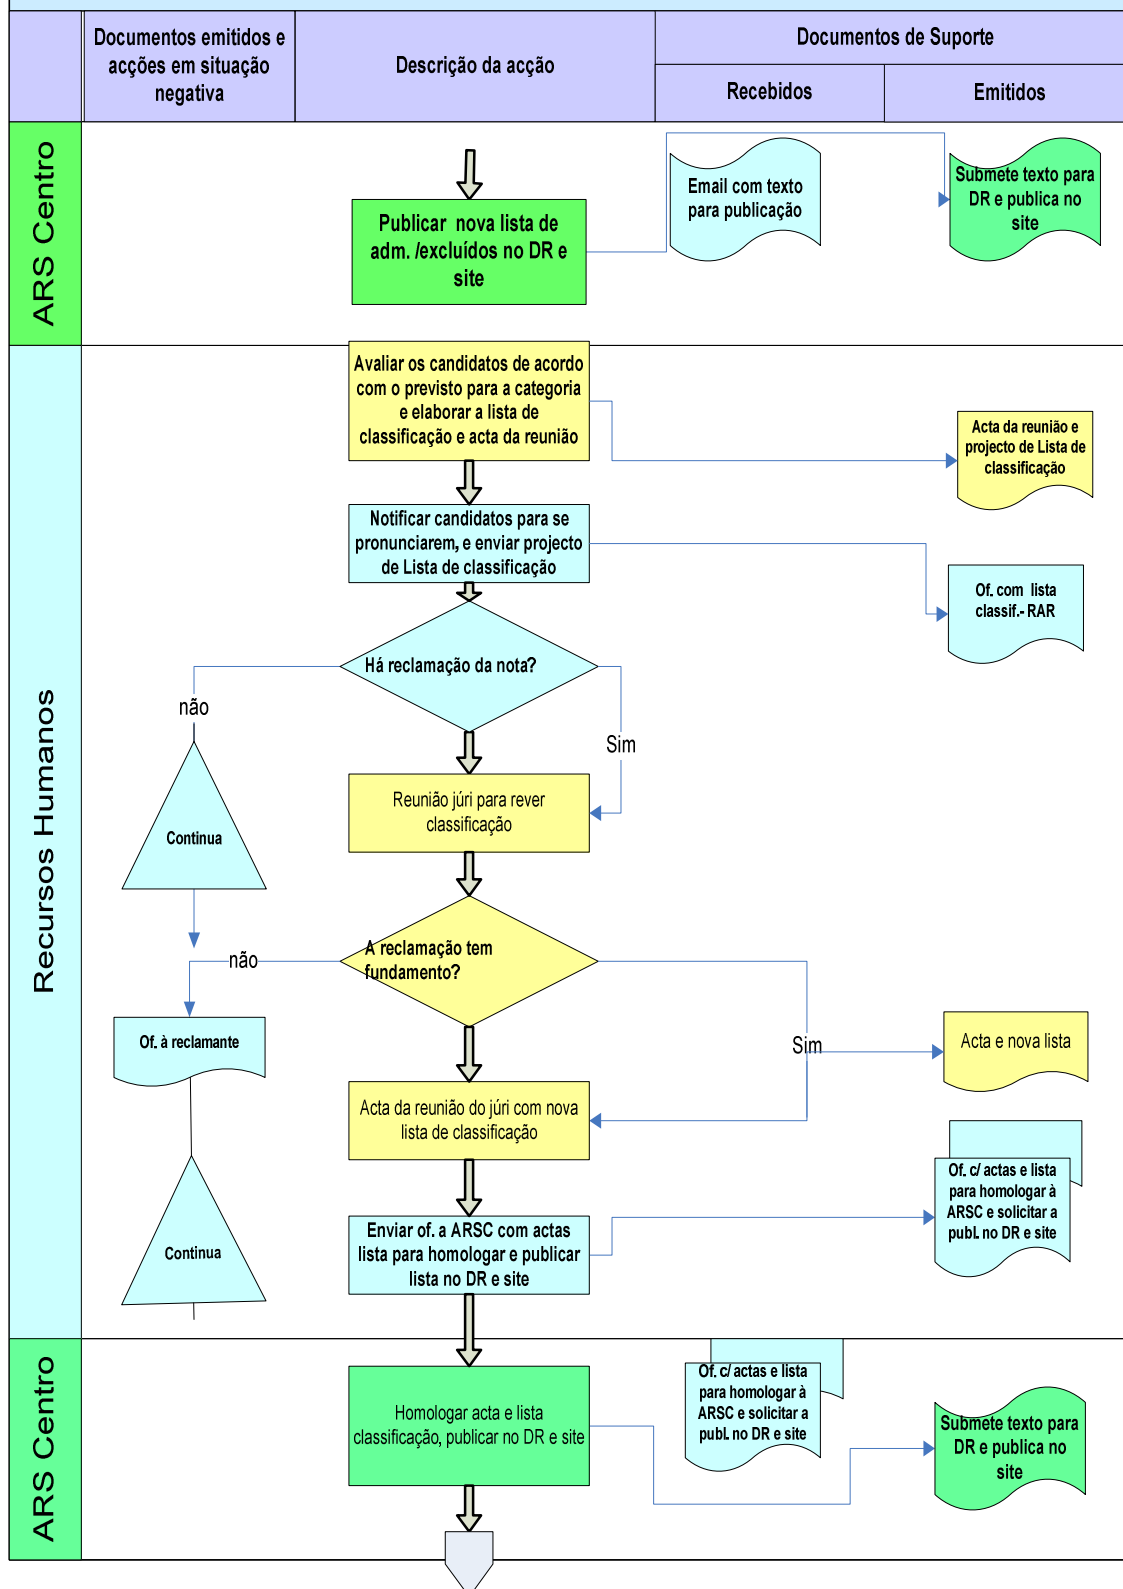 Documentos emitidos e
acções em situação
negativa
Descrição da acção
Documentos de Suporte
Recebidos
Emitidos
ARS Centro
Publicar nova lista de
adm. /excluídos no DR e
site
Email com texto
para publicação
Submete texto para
DR e publica no
site
Recursos Humanos
Avaliar os candidatos de acordo
com o previsto para a categoria
e elaborar a lista de
classificação e acta da reunião
Acta da reunião e
projecto de Lista de
classificação
Notificar candidatos para se
pronunciarem, e enviar projecto
de Lista de classificação
Of. com lista
classif.- RAR
Há reclamação da nota?
não
Sim
Continua
Reunião júri para rever
classificação
A reclamação tem
fundamento?
não
Sim
Of. à reclamante
Acta e nova lista
Acta da reunião do júri com nova
lista de classificação
Continua
Enviar of. a ARSC com actas
lista para homologar e publicar
lista no DR e site
Of. c/ actas e lista
para homologar à
ARSC e solicitar a
publ. no DR e site
ARS Centro
Homologar acta e lista
classificação, publicar no DR e site
Of. c/ actas e lista
para homologar à
ARSC e solicitar a
publ. no DR e site
Submete texto para
DR e publica no
site